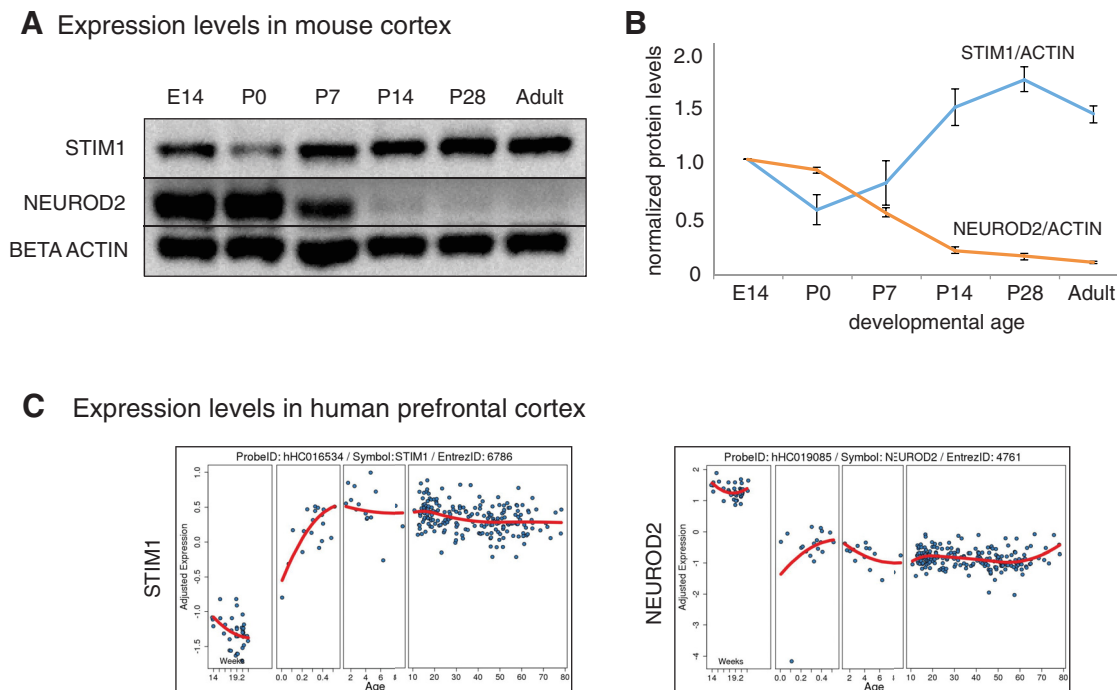 A Expression levels in mouse cortex
E14 P0 P7 P14 P28 Adult
STIM1
NEUROD2
BETA ACTIN
B
normalized protein levels
2.0
1.5
1.0
0.5
0
STIM1/ACTIN
NEUROD2/ACTIN
E14 P0 P7 P14 P28 Adult
developmental age
C Expression levels in human prefrontal cortex
STIM1
ProbeID: hHC016534 / Symbol:STIM1 / EntrezID: 6786
Adjusted Expression
1.0
0.5
0.0
-0.5
-1.0
-1.5
Weeks
14 19.2 0.0 0.2 0.4 2 4 6 8 10 20 30 40 50 60 70 80
Age
NEUROD2
ProbeID: hHC019085 / Symbol: NEUROD2 / EntrezID: 4761
Adjusted Expression
2
1
0
-1
-2
-3
-4
Weeks
14 19.2 0.0 0.2 0.4 2 4 6 8 10 20 30 40 50 60 70 80
Age